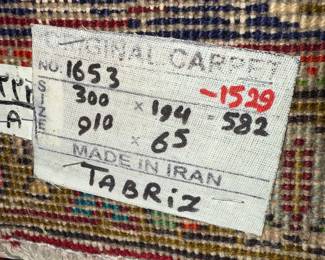 ORIGINAL CARPET
NO. 1653
-1529
SIZE 300 x 194 = 582
910 x 65
MADE IN IRAN
TABRiZ